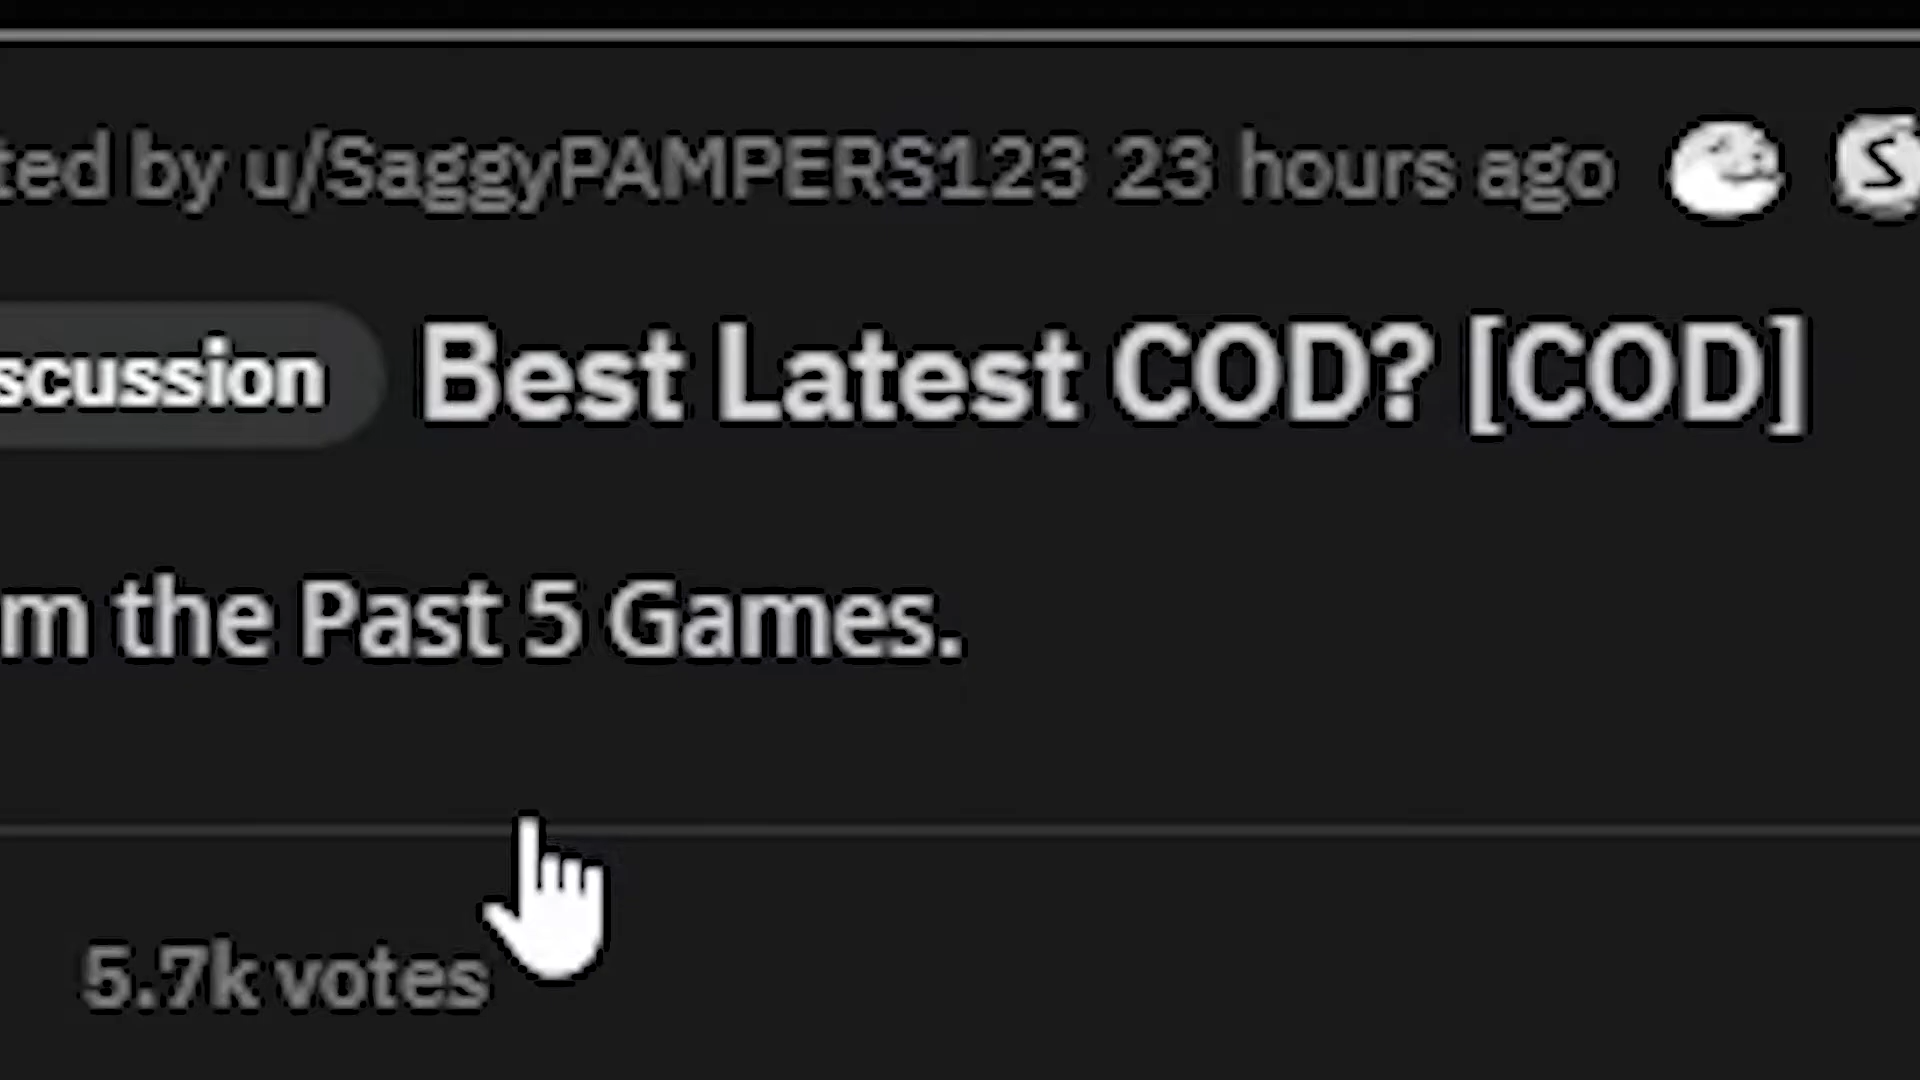 ted by u/SaggyPAMPERS123 23 hours ago S
scussion Best Latest COD? [COD]
m the Past 5 Games.
5.7k votes